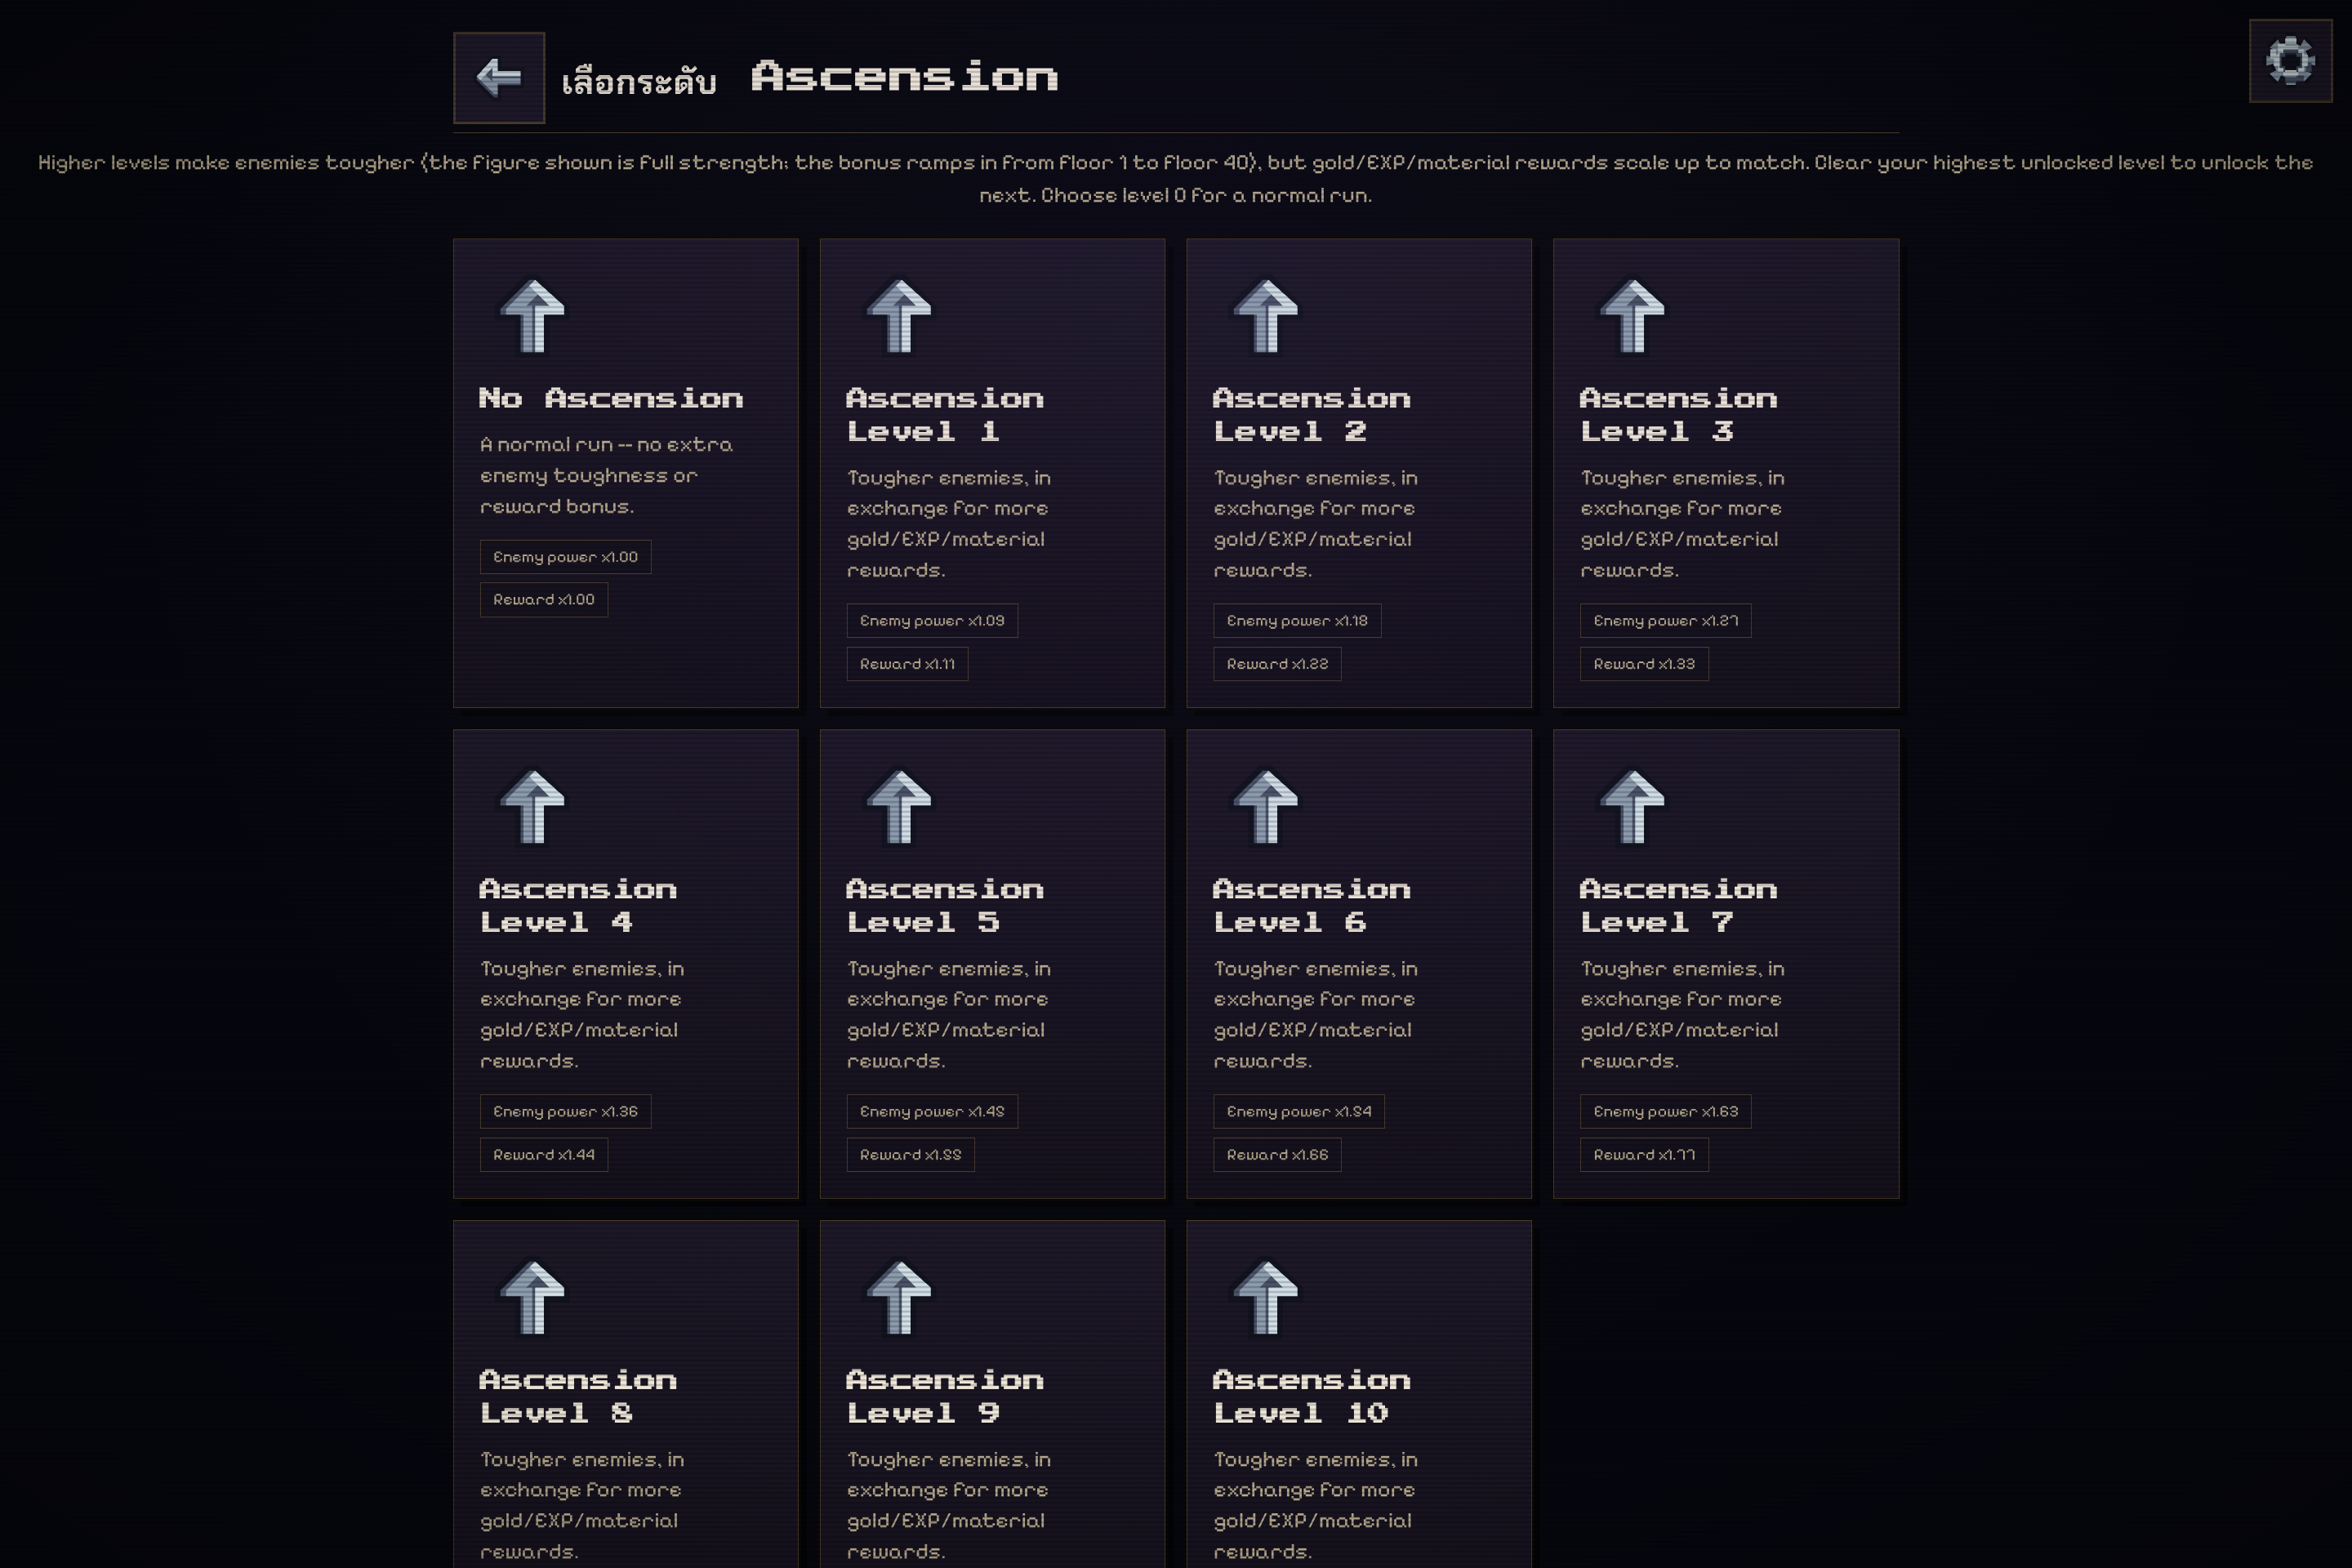 เลือกระดับ Ascension
Higher levels make enemies tougher (the figure shown is full strength; the bonus ramps in from floor 1 to floor 40), but gold/EXP/material rewards scale up to match. Clear your highest unlocked level to unlock the
next. Choose level 0 for a normal run.
No Ascension
A normal run -- no extra
enemy toughness or
reward bonus.
Enemy power x1.00
Reward x1.00
Ascension
Level 1
Tougher enemies, in
exchange for more
gold/EXP/material
rewards.
Enemy power x1.09
Reward x1.11
Ascension
Level 2
Tougher enemies, in
exchange for more
gold/EXP/material
rewards.
Enemy power x1.18
Reward x1.22
Ascension
Level 3
Tougher enemies, in
exchange for more
gold/EXP/material
rewards.
Enemy power x1.27
Reward x1.33
Ascension
Level 4
Tougher enemies, in
exchange for more
gold/EXP/material
rewards.
Enemy power x1.36
Reward x1.44
Ascension
Level 5
Tougher enemies, in
exchange for more
gold/EXP/material
rewards.
Enemy power x1.45
Reward x1.55
Ascension
Level 6
Tougher enemies, in
exchange for more
gold/EXP/material
rewards.
Enemy power x1.54
Reward x1.66
Ascension
Level 7
Tougher enemies, in
exchange for more
gold/EXP/material
rewards.
Enemy power x1.63
Reward x1.77
Ascension
Level 8
Tougher enemies, in
exchange for more
gold/EXP/material
rewards.
Ascension
Level 9
Tougher enemies, in
exchange for more
gold/EXP/material
rewards.
Ascension
Level 10
Tougher enemies, in
exchange for more
gold/EXP/material
rewards.